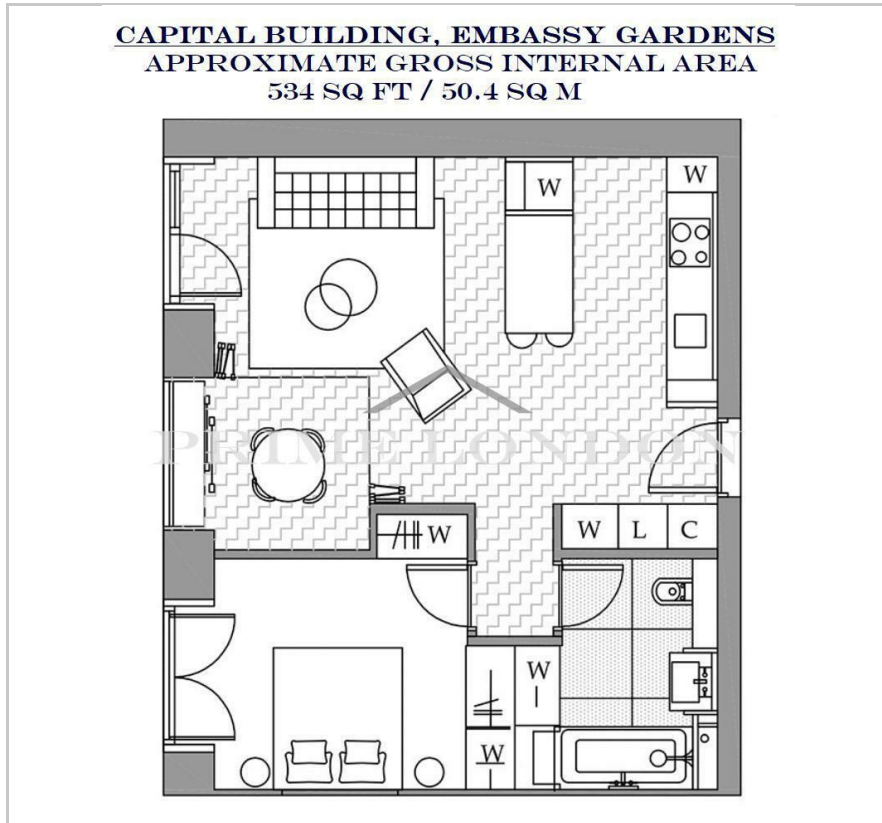 CAPITAL BUILDING, EMBASSY GARDENS
APPROXIMATE GROSS INTERNAL AREA
534 SQ FT / 50.4 SQ M
W
W
PRIME LONDON
W
W L C
W
W